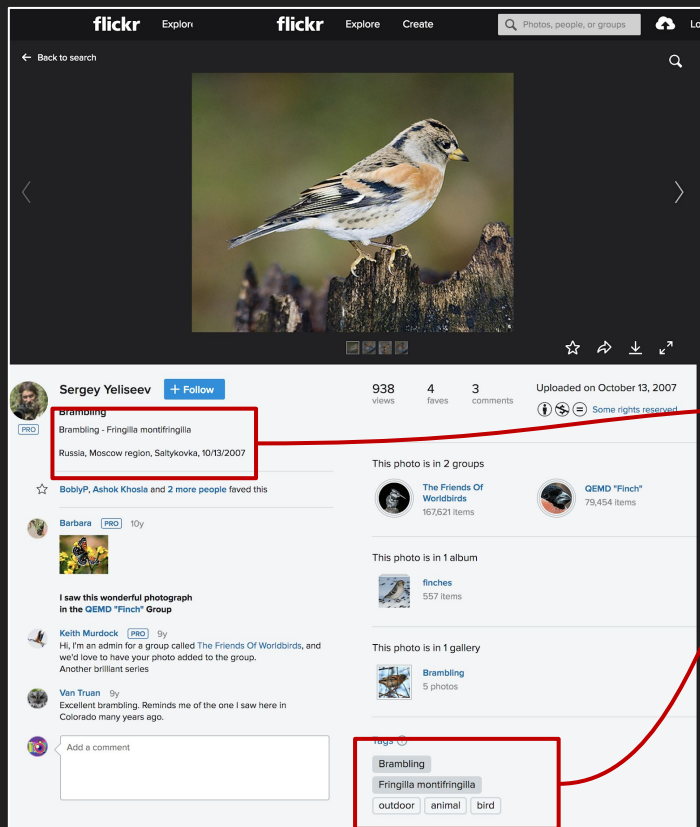 flickr Explore flickr Explore Create Photos, people, or groups
Back to search
Sergey Yeliseev + Follow
PRO
Brambling
Brambling - Fringilla montifringilla
Russia, Moscow region, Saltykovka, 10/13/2007
BoblyP, Ashok Khosla and 2 more people faved this
Barbara PRO 10y
I saw this wonderful photograph
in the QEMD "Finch" Group
Keith Murdock PRO 9y
Hi, I'm an admin for a group called The Friends Of Worldbirds, and
we'd love to have your photo added to the group.
Another brilliant series
Van Truan 9y
Excellent brambling. Reminds me of the one I saw here in
Colorado many years ago.
Add a comment
938 4 3
views faves comments
Uploaded on October 13, 2007
Some rights reserved
This photo is in 2 groups
The Friends Of
Worldbirds
167,621 items
QEMD "Finch"
79,454 items
This photo is in 1 album
finches
557 items
This photo is in 1 gallery
Brambling
5 photos
Tags
Brambling
Fringilla montifringilla
outdoor animal bird